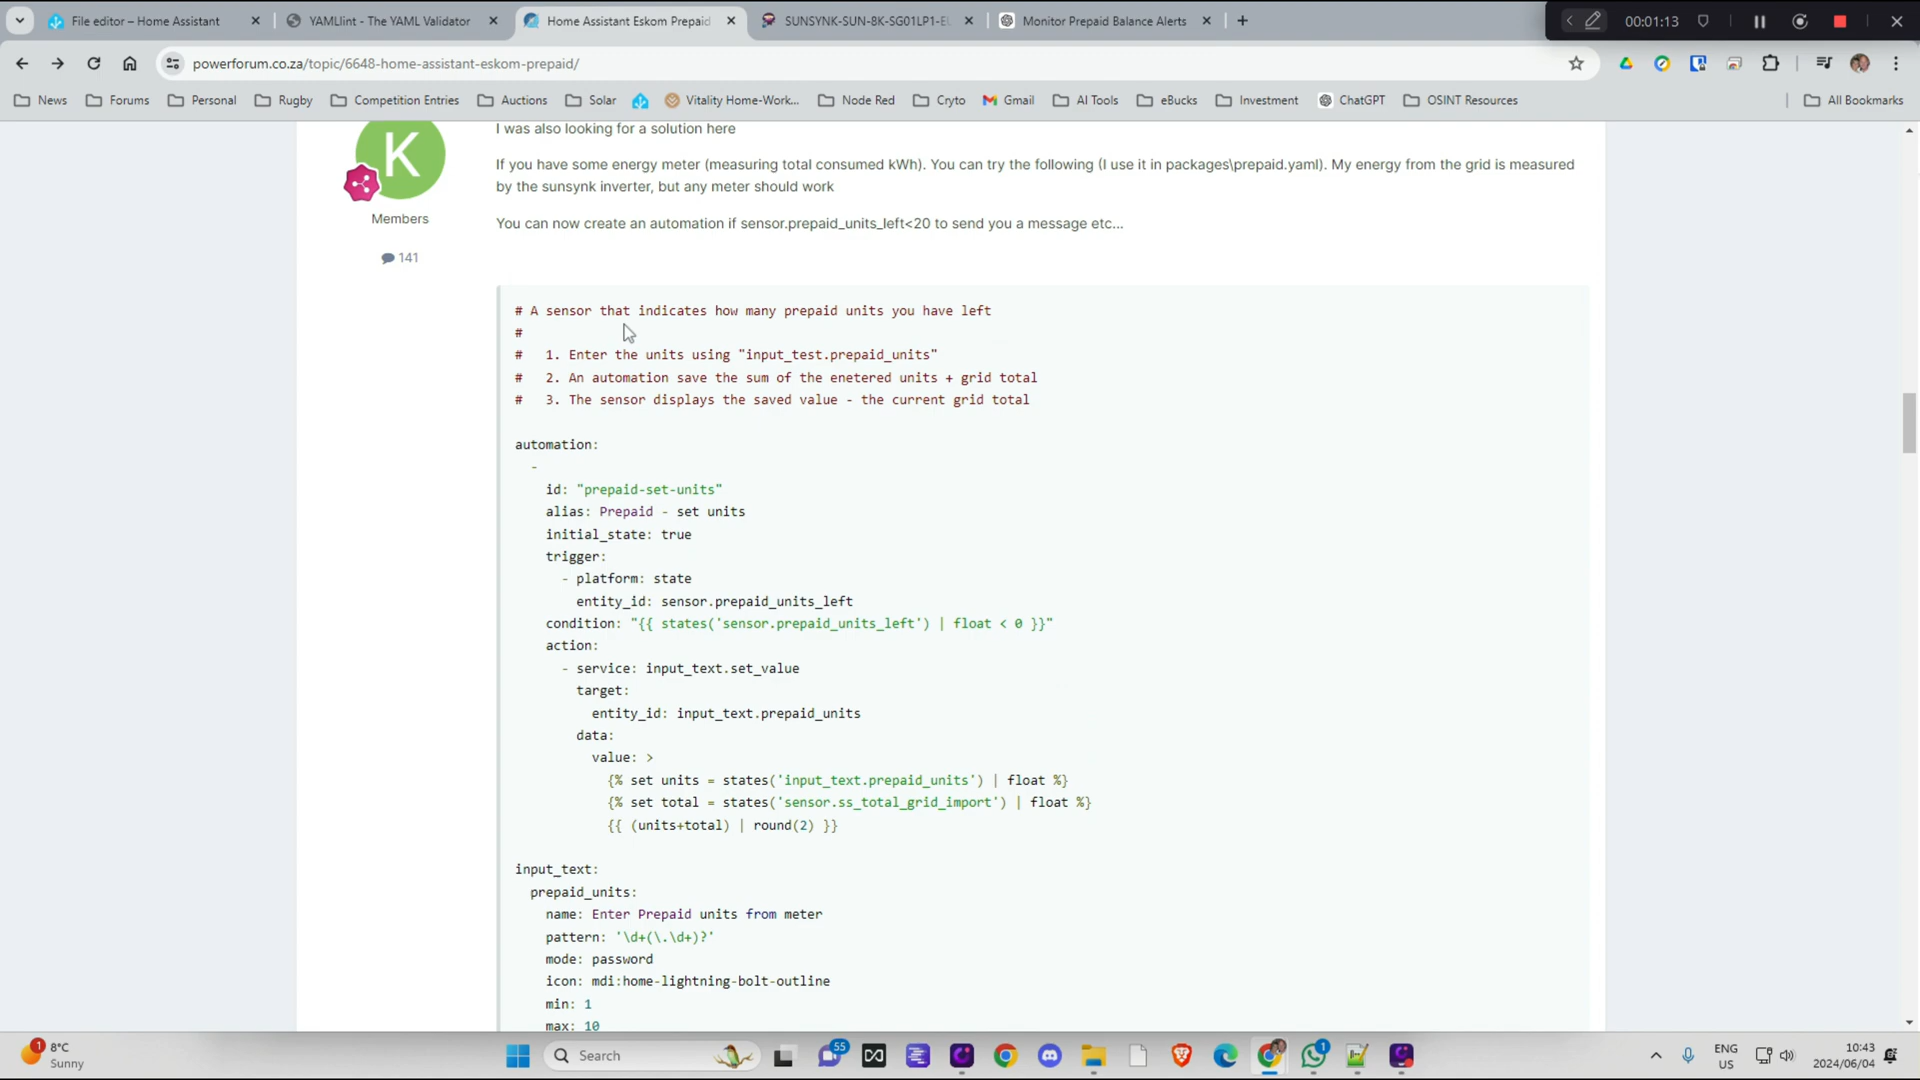 File editor – Home Assistant
YAMLlint - The YAML Validator
Home Assistant Eskom Prepaid
SUNSYNK-SUN-8K-SG01LP1-EU
Monitor Prepaid Balance Alerts
00:01:13
powerforum.co.za/topic/6648-home-assistant-eskom-prepaid/
News
Forums
Personal
Rugby
Competition Entries
Auctions
Solar
Vitality Home-Work...
Node Red
Cryto
Gmail
AI Tools
eBucks
Investment
ChatGPT
OSINT Resources
All Bookmarks
K
Members
141
I was also looking for a solution here
If you have some energy meter (measuring total consumed kWh). You can try the following (I use it in packages\prepaid.yaml). My energy from the grid is measured
by the sunsynk inverter, but any meter should work
You can now create an automation if sensor.prepaid_units_left<20 to send you a message etc...
# A sensor that indicates how many prepaid units you have left
#
#   1. Enter the units using "input_test.prepaid_units"
#   2. An automation save the sum of the enetered units + grid total
#   3. The sensor displays the saved value - the current grid total
automation:
  -
    id: "prepaid-set-units"
    alias: Prepaid - set units
    initial_state: true
    trigger:
      - platform: state
        entity_id: sensor.prepaid_units_left
    condition: "{{ states('sensor.prepaid_units_left') | float < 0 }}"
    action:
      - service: input_text.set_value
        target:
          entity_id: input_text.prepaid_units
        data:
          value: >
            {% set units = states('input_text.prepaid_units') | float %}
            {% set total = states('sensor.ss_total_grid_import') | float %}
            {{ (units+total) | round(2) }}
input_text:
  prepaid_units:
    name: Enter Prepaid units from meter
    pattern: '\d+(\.\d+)?'
    mode: password
    icon: mdi:home-lightning-bolt-outline
    min: 1
    max: 10
1
8°C
Sunny
Search
55
1
ENG
US
10:43
2024/06/04